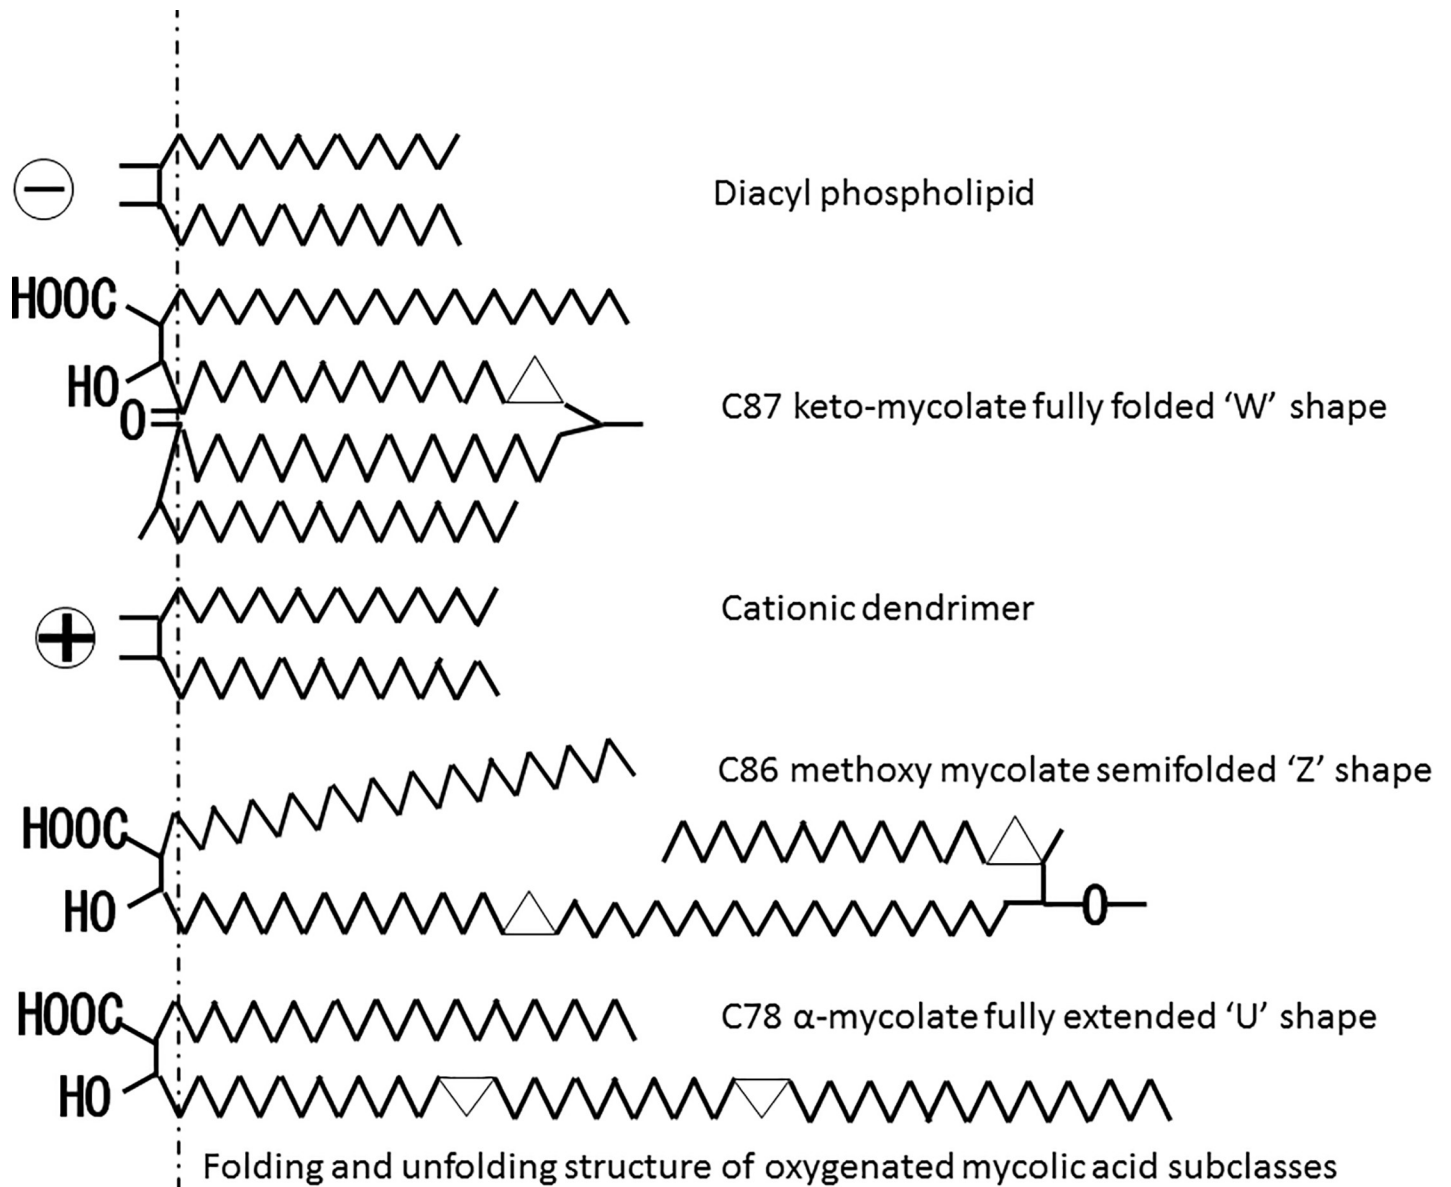 Diacyl phospholipid
HOOC
HO
O
C87 keto-mycolate fully folded ‘W’ shape
Cationic dendrimer
C86 methoxy mycolate semifolded ‘Z’ shape
HOOC
HO
O
HOOC
C78 α-mycolate fully extended ‘U’ shape
HO
Folding and unfolding structure of oxygenated mycolic acid subclasses